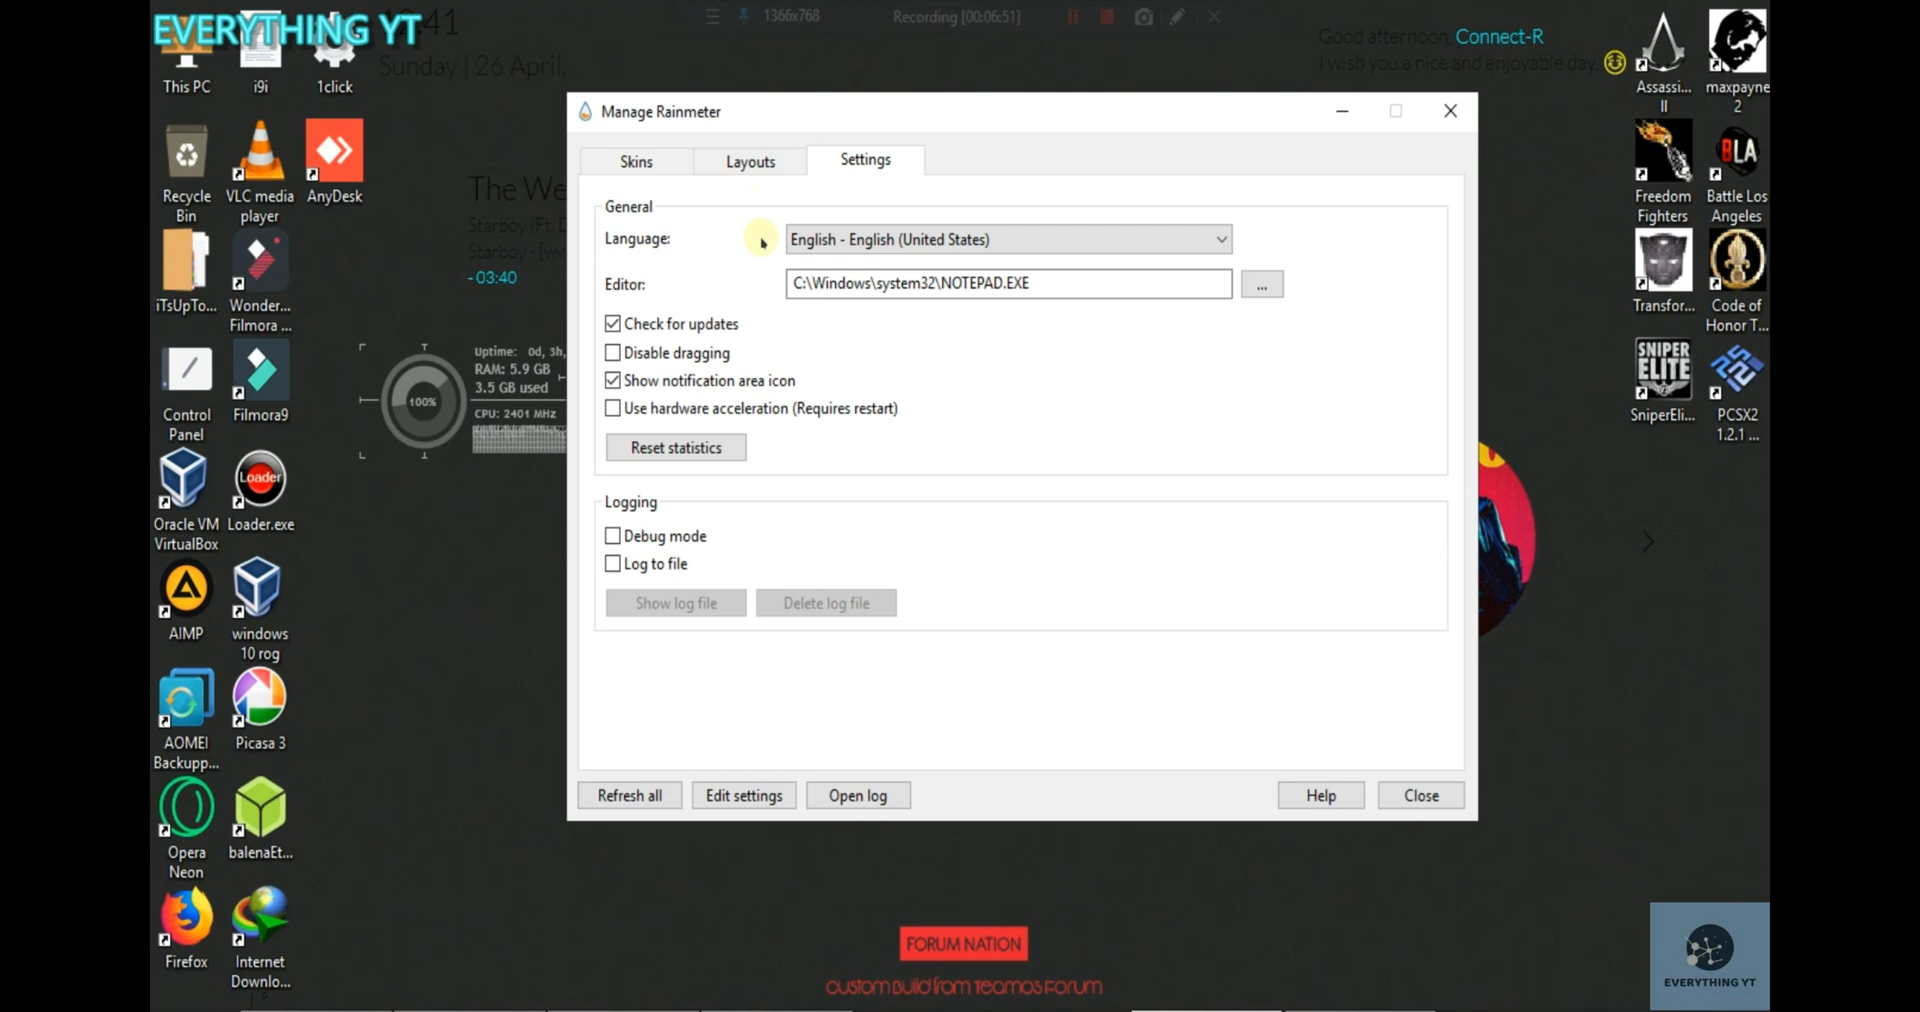 EVERYTHING YT
:41
Sunday | 26 April.
1366x768
Recording [00:06:51]
Good afternoon, Connect-R
I wish you a nice and enjoyable day.
This PC
i9i
1click
Recycle
Bin
VLC media
player
AnyDesk
iTsUpTo...
Wonder...
Filmora ...
Control
Panel
Filmora9
Oracle VM
VirtualBox
Loader
Loader.exe
AIMP
windows
10 rog
AOMEI
Backupp...
Picasa 3
Opera
Neon
balenaEt...
Firefox
Internet
Downlo...
The We
Starboy (Ft. D
Starboy - [ww
- 03:40
100%
Uptime: 0d, 3h,
RAM: 5.9 GB
3.5 GB used
CPU: 2401 MHz
Manage Rainmeter
Skins
Layouts
Settings
General
Language:
English - English (United States)
Editor:
C:\Windows\system32\NOTEPAD.EXE
...
Check for updates
Disable dragging
Show notification area icon
Use hardware acceleration (Requires restart)
Reset statistics
Logging
Debug mode
Log to file
Show log file
Delete log file
Refresh all
Edit settings
Open log
Help
Close
Assassi...
II
maxpayne
2
Freedom
Fighters
BLA
Battle Los
Angeles
Transfor...
Code of
Honor T...
SNIPER
ELITE
SniperEli...
PCSX2
1.2.1 ...
FORUM NATION
custom Build from TeamOS Forum
EVERYTHING YT